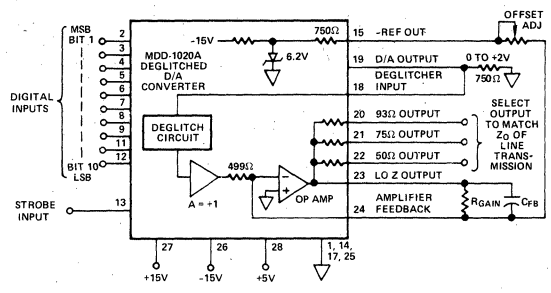 OFFSET
ADJ
MSB
BIT 1
2
3
4
5
6
7
8
9
11
12
BIT 10
LSB
DIGITAL
INPUTS
STROBE
INPUT
13
-15V
750Ω
6.2V
MDD-1020A
DEGLITCHED
D/A
CONVERTER
DEGLITCH
CIRCUIT
A = +1
499Ω
OP AMP
15 -REF OUT
19 D/A OUTPUT
DEGLITCHER
18 INPUT
0 TO +2V
750Ω
20 93Ω OUTPUT
21 75Ω OUTPUT
22 50Ω OUTPUT
23 LO Z OUTPUT
AMPLIFIER
24 FEEDBACK
SELECT
OUTPUT
TO MATCH
ZO OF
LINE
TRANS-
MISSION
RGAIN
CFB
27
26
28
1, 14,
17, 25
+15V
-15V
+5V